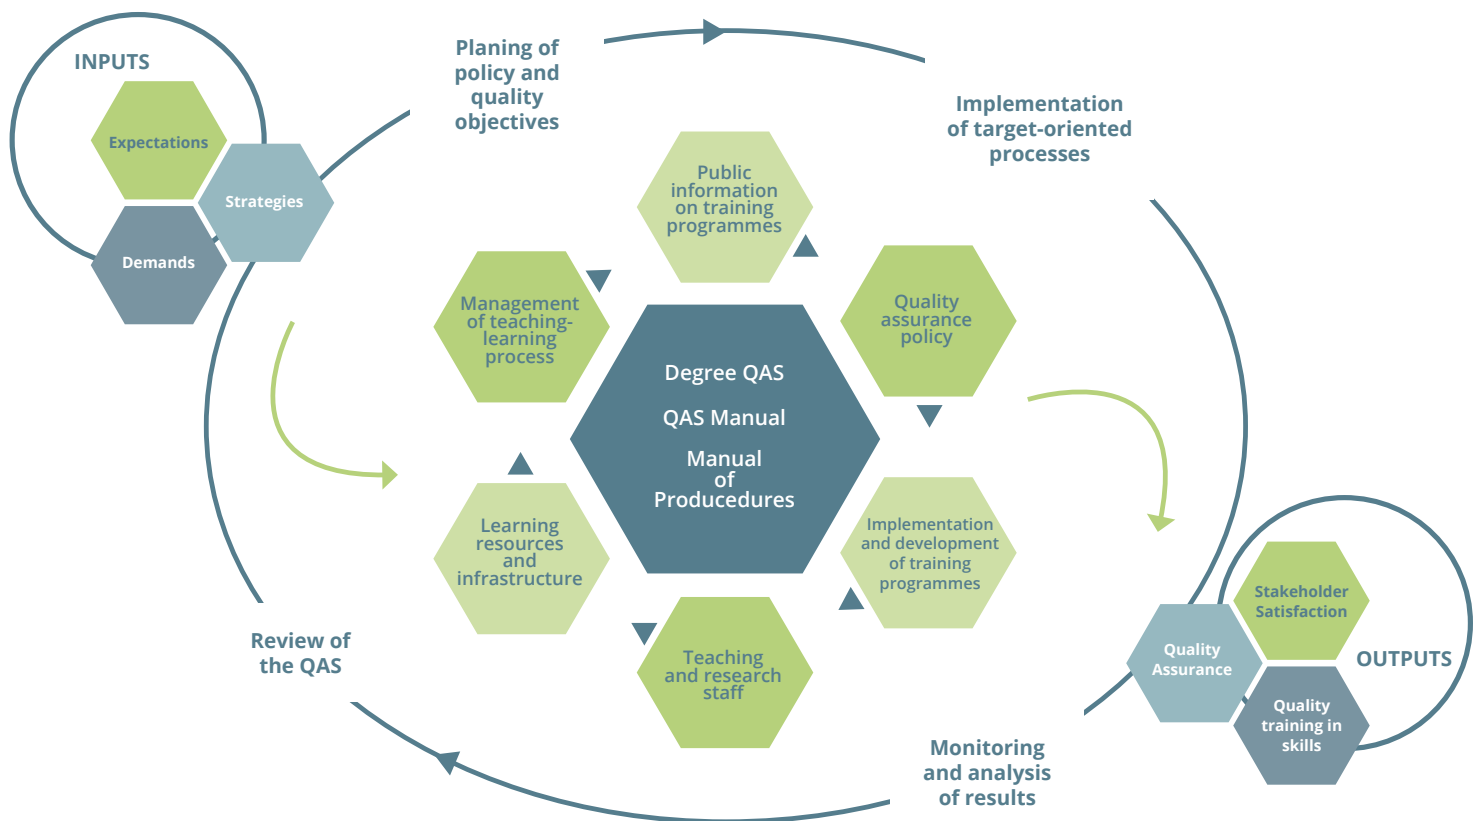 INPUTS
Expectations
Strategies
Demands
Planing of
policy and
quality
objectives
Implementation
of target-oriented
processes
Public
information
on training
programmes
Management
of teaching-
learning
process
Quality
assurance
policy
Degree QAS
QAS Manual
Manual
of
Producedures
Learning
resources
and
infrastructure
Implementation
and development
of training
programmes
Teaching
and research
staff
Review of
the QAS
Monitoring
and analysis
of results
Stakeholder
Satisfaction
Quality
Assurance
OUTPUTS
Quality
training in
skills